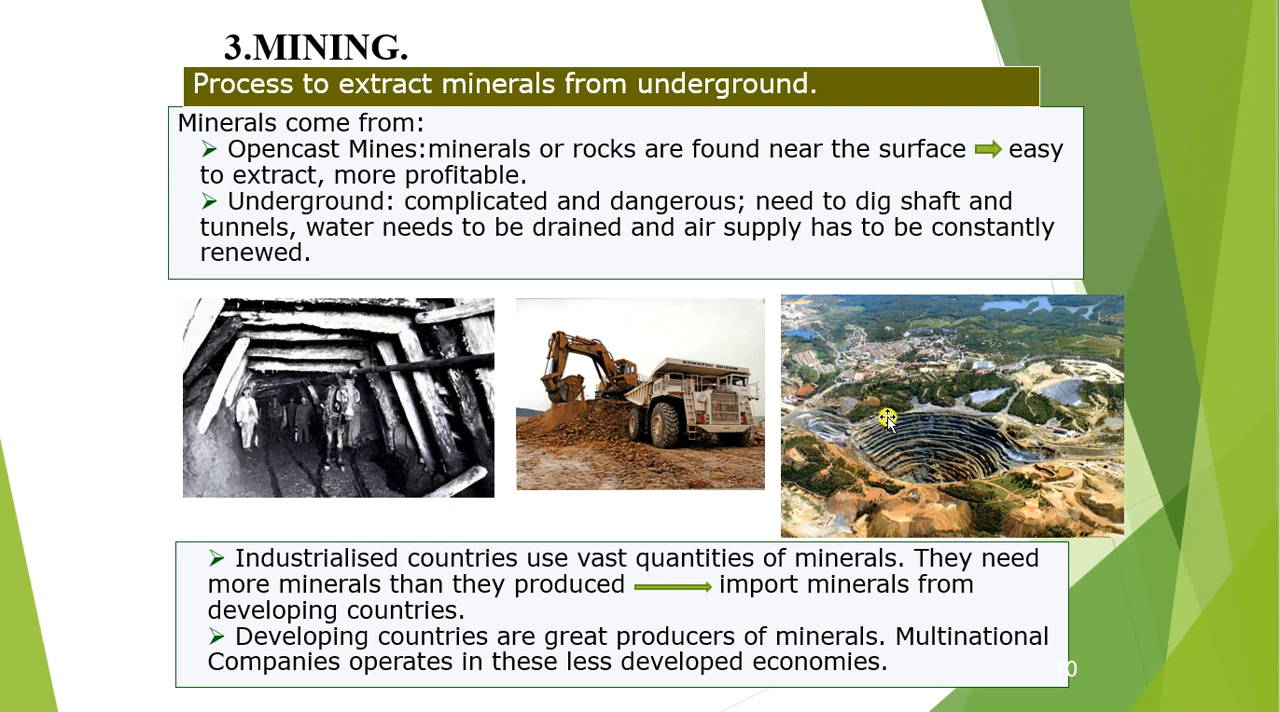 3.MINING.
Process to extract minerals from underground.
Minerals come from:
➢ Opencast Mines:minerals or rocks are found near the surface ⇨ easy
to extract, more profitable.
➢ Underground: complicated and dangerous; need to dig shaft and
tunnels, water needs to be drained and air supply has to be constantly
renewed.
➢ Industrialised countries use vast quantities of minerals. They need
more minerals than they produced → import minerals from
developing countries.
➢ Developing countries are great producers of minerals. Multinational
Companies operates in these less developed economies.
10